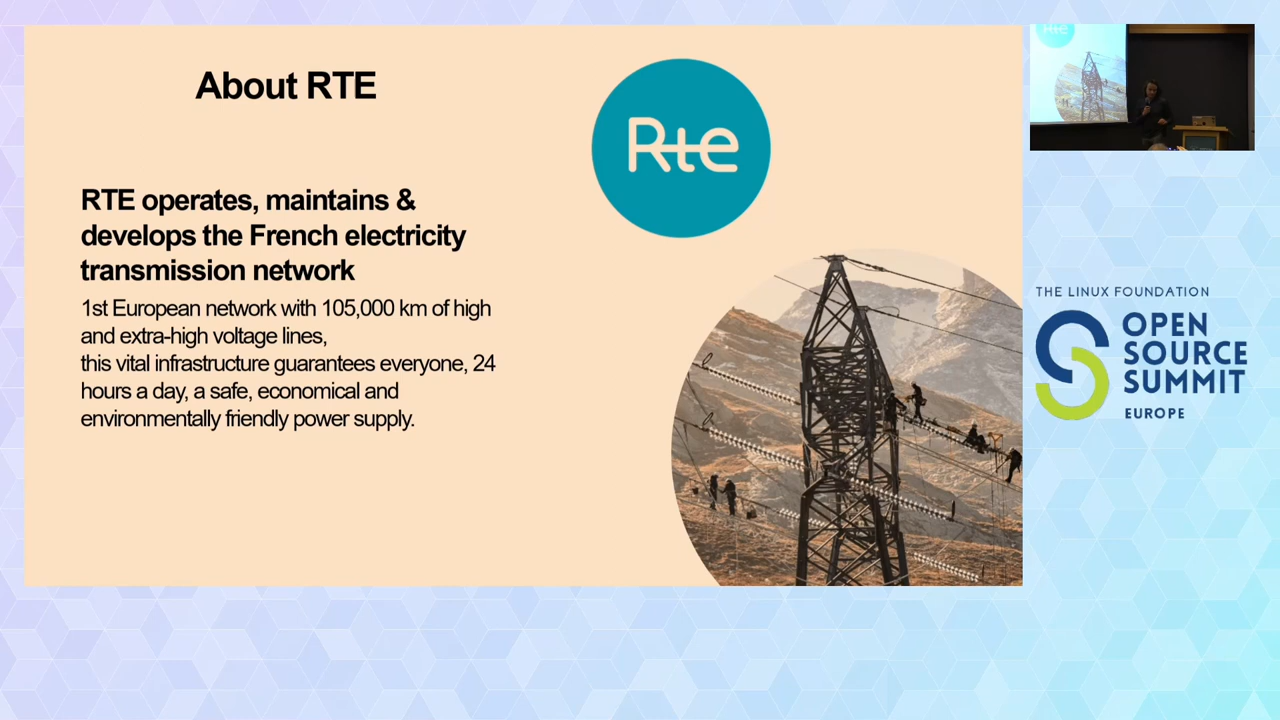 About RTE
Rte
RTE operates, maintains &
develops the French electricity
transmission network
1st European network with 105,000 km of high
and extra-high voltage lines,
this vital infrastructure guarantees everyone, 24
hours a day, a safe, economical and
environmentally friendly power supply.
Rte
THE LINUX FOUNDATION
OPEN
SOURCE
SUMMIT
EUROPE